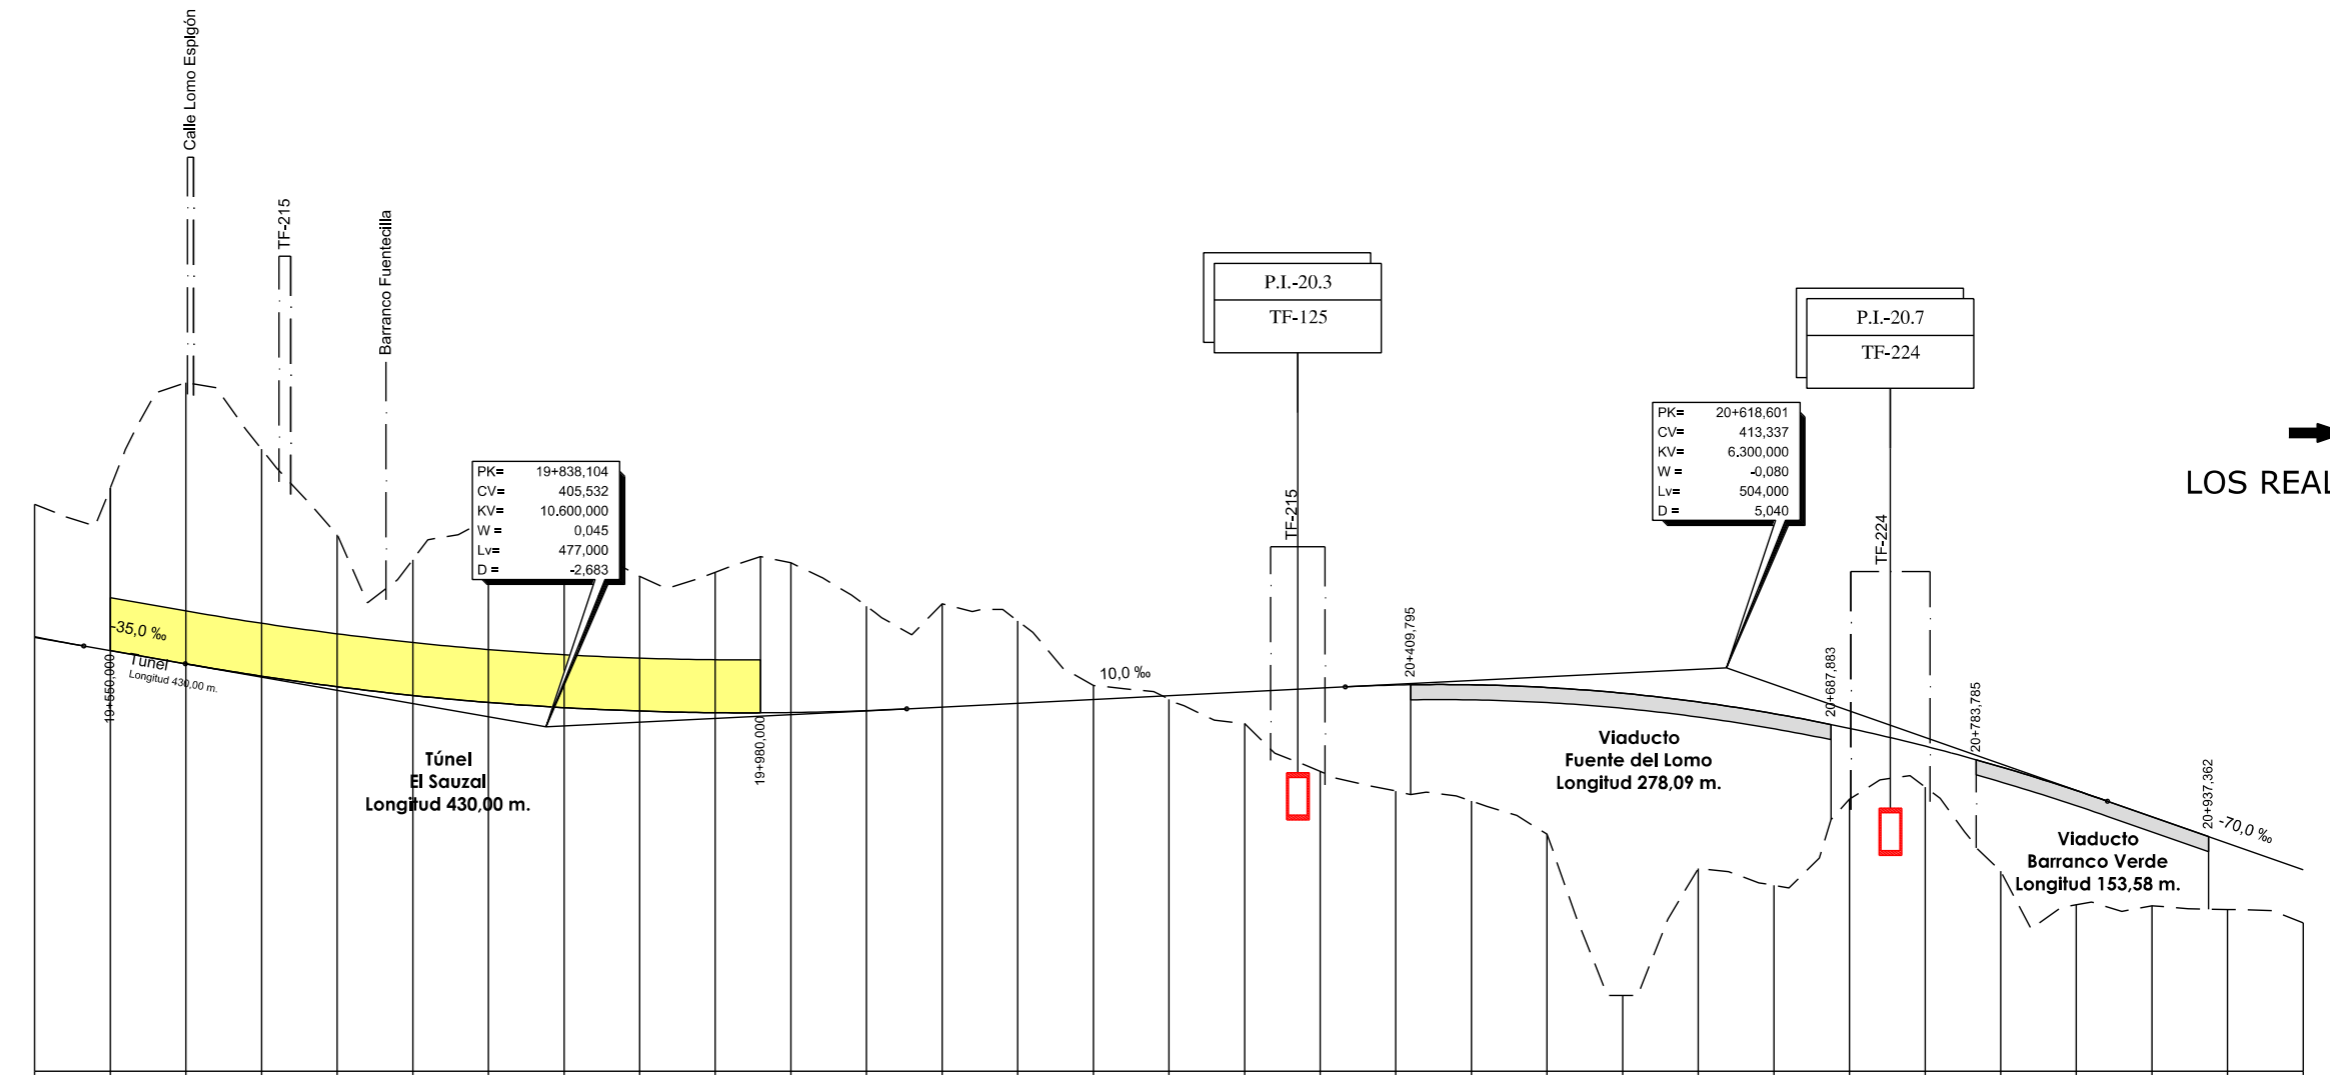 Calle Lomo Espigón
TF-215
Barranco Fuentecilla
P.I.-20.3
TF-125
P.I.-20.7
TF-224
PK= 19+838,104
CV= 405,532
KV= 10.600,000
W = 0,045
Lv= 477,000
D = -2,683
PK= 20+618,601
CV= 413,337
KV= 6.300,000
W = -0,080
Lv= 504,000
D = 5,040
LOS REAL
TF-215
TF-224
-35,0 ‰
Túnel
Longitud 430,00 m.
19+550,000
19+980,000
Túnel
El Sauzal
Longitud 430,00 m.
10,0 ‰
20+409,795
Viaducto
Fuente del Lomo
Longitud 278,09 m.
20+687,883
20+783,785
20+937,362
-70,0 ‰
Viaducto
Barranco Verde
Longitud 153,58 m.